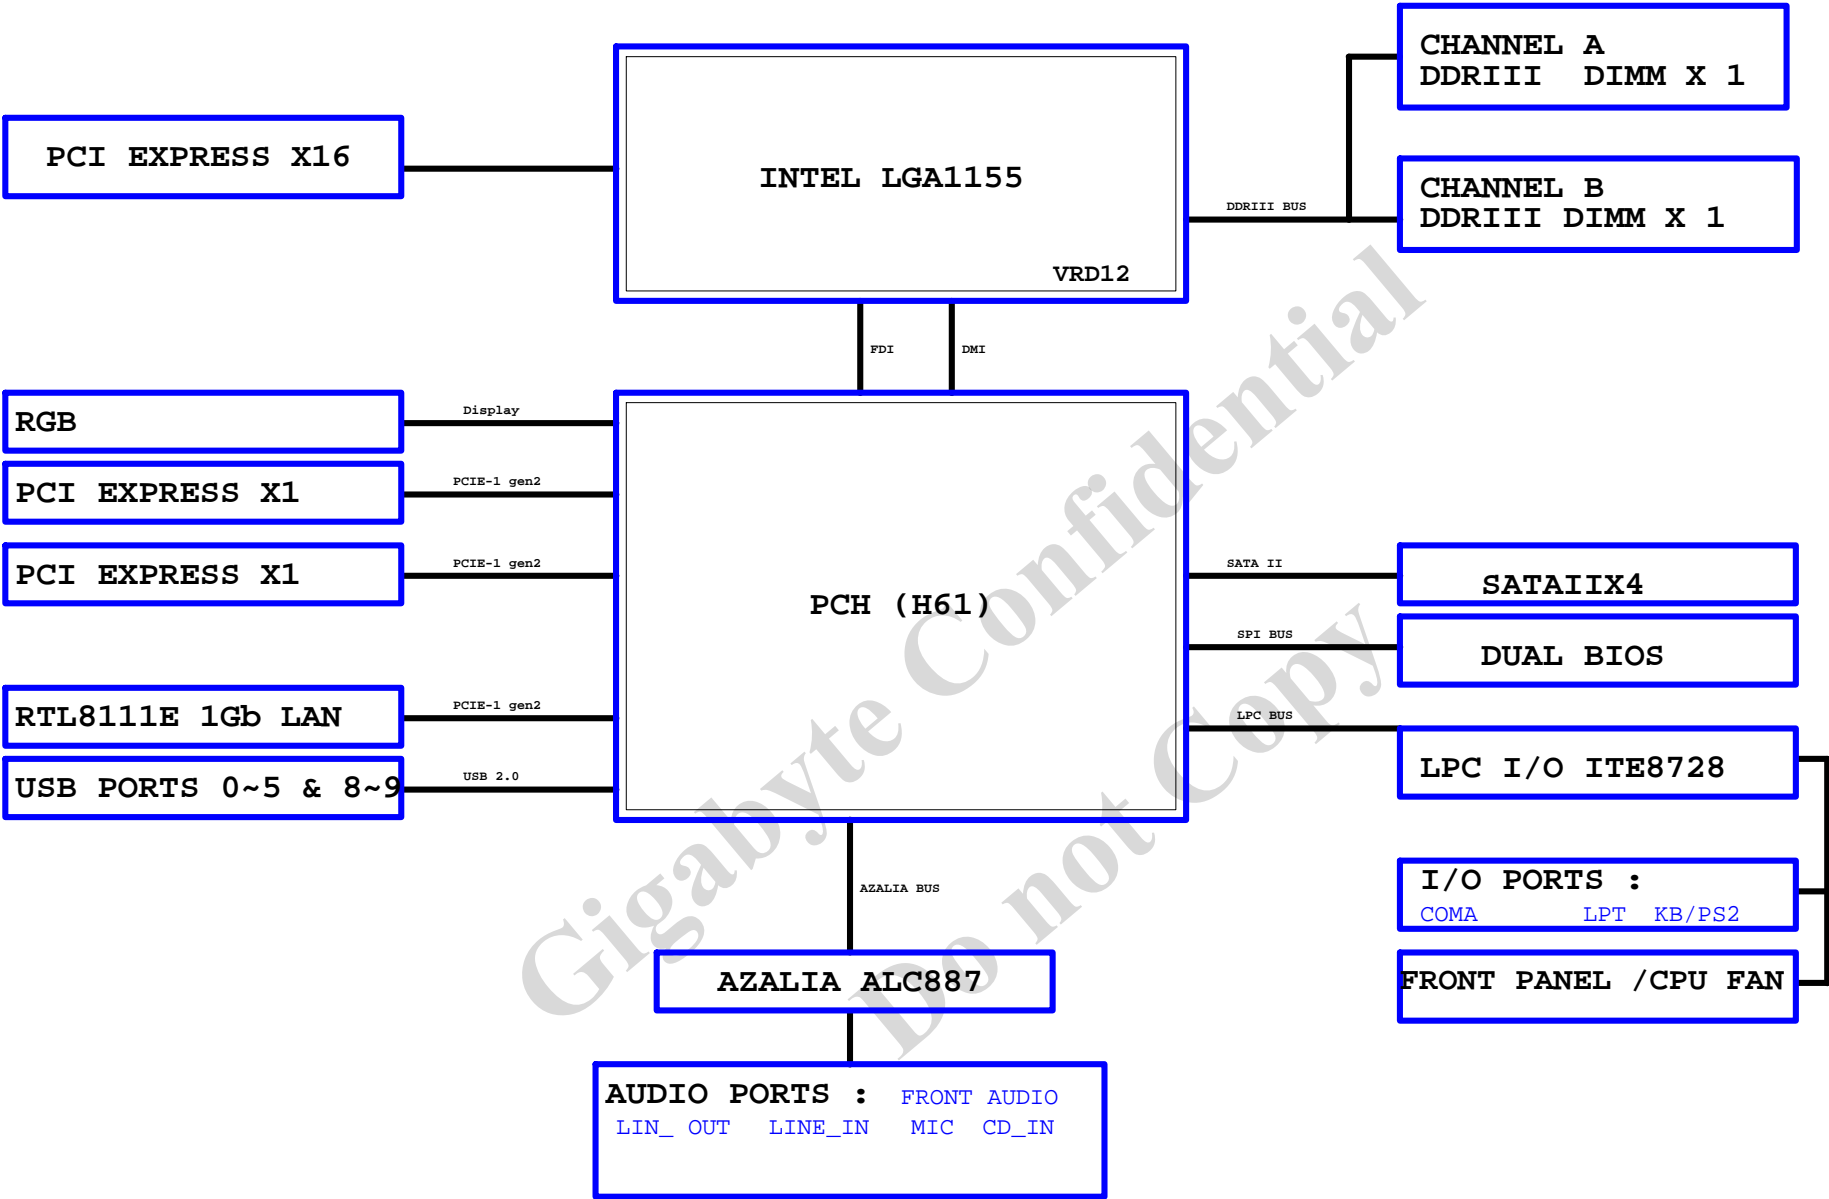 CHANNEL A
DDRIII DIMM X 1
PCI EXPRESS X16
INTEL LGA1155
VRD12
DDRIII BUS
CHANNEL B
DDRIII DIMM X 1
FDI
DMI
RGB
Display
PCI EXPRESS X1
PCIE-1 gen2
PCI EXPRESS X1
PCIE-1 gen2
PCH (H61)
SATA II
SATAIIX4
SPI BUS
DUAL BIOS
RTL8111E 1Gb LAN
PCIE-1 gen2
LPC BUS
LPC I/O ITE8728
USB PORTS 0~5 & 8~9
USB 2.0
AZALIA BUS
I/O PORTS :
COMA LPT KB/PS2
AZALIA ALC887
FRONT PANEL /CPU FAN
AUDIO PORTS : FRONT AUDIO
LIN_ OUT LINE_IN MIC CD_IN
Gigabyte Confidential
Do not Copy